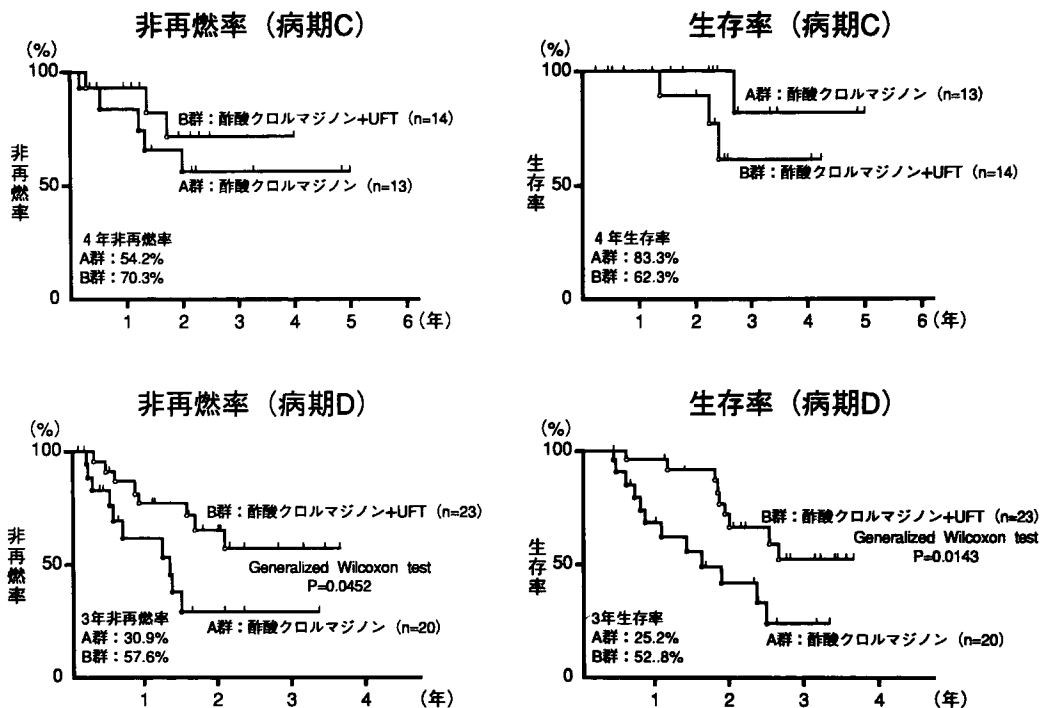 非再燃率（病期C）
(%)
100
50
0
非再燃率
B群：酢酸クロルマジノン+UFT (n=14)
A群：酢酸クロルマジノン (n=13)
4年非再燃率
A群：54.2%
B群：70.3%
1 2 3 4 5 6 (年)
生存率（病期C）
(%)
100
50
0
生存率
A群：酢酸クロルマジノン (n=13)
B群：酢酸クロルマジノン+UFT (n=14)
4年生存率
A群：83.3%
B群：62.3%
1 2 3 4 5 6 (年)
非再燃率（病期D）
(%)
100
50
0
非再燃率
B群：酢酸クロルマジノン+UFT (n=23)
Generalized Wilcoxon test
P=0.0452
A群：酢酸クロルマジノン (n=20)
3年非再燃率
A群：30.9%
B群：57.6%
1 2 3 4 (年)
生存率（病期D）
(%)
100
50
0
生存率
B群：酢酸クロルマジノン+UFT (n=23)
Generalized Wilcoxon test
P=0.0143
A群：酢酸クロルマジノン (n=20)
3年生存率
A群：25.2%
B群：52..8%
1 2 3 4 (年)